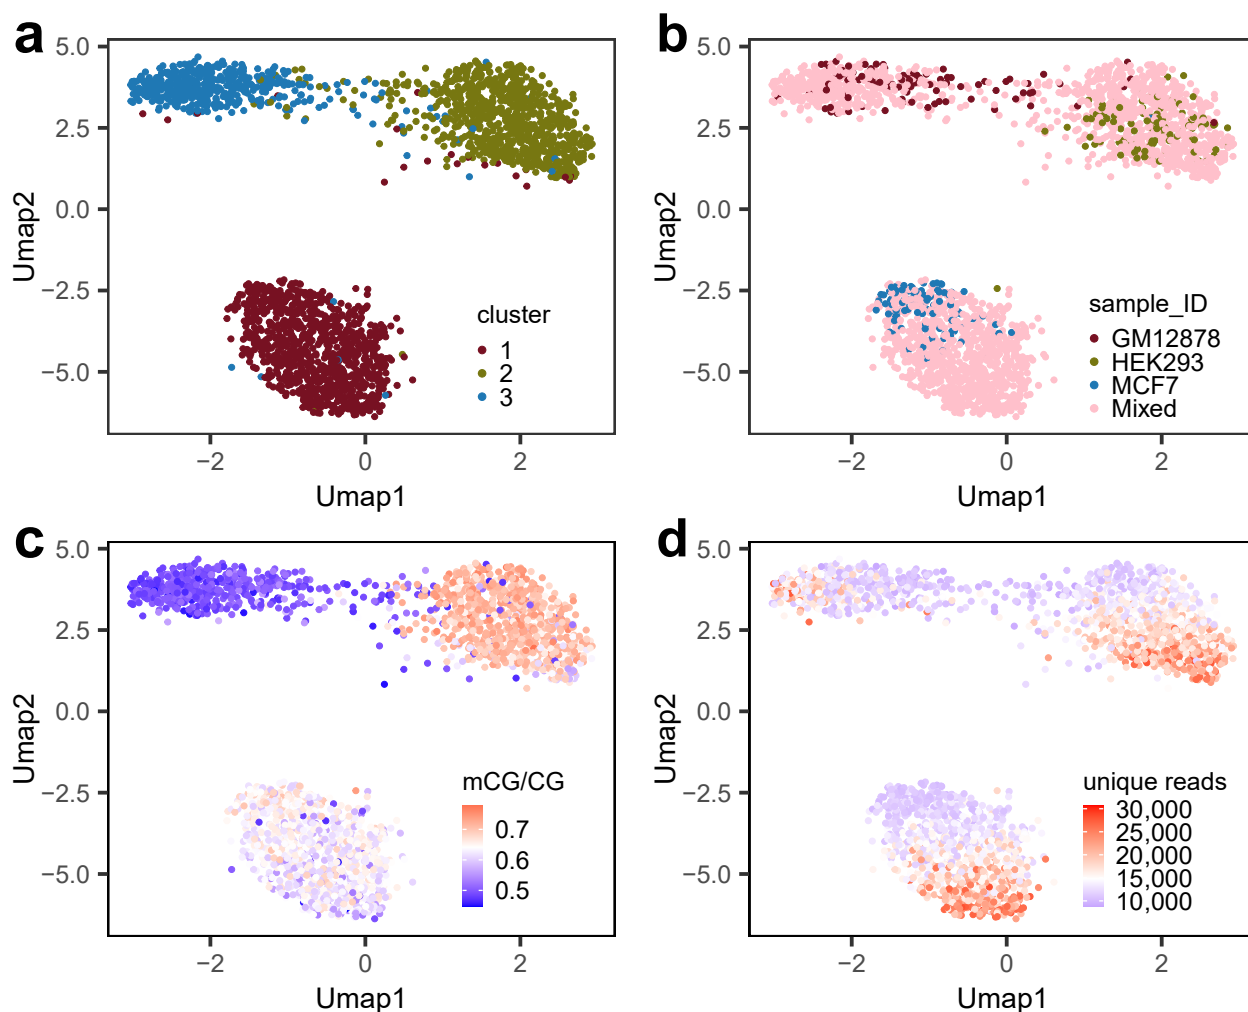 a
5.0
2.5
0.0
−2.5
−5.0
Umap2
cluster
1
2
3
−2 0 2
Umap1
b
5.0
2.5
0.0
−2.5
−5.0
Umap2
sample_ID
GM12878
HEK293
MCF7
Mixed
−2 0 2
Umap1
c
5.0
2.5
0.0
−2.5
−5.0
Umap2
mCG/CG
0.7
0.6
0.5
−2 0 2
Umap1
d
5.0
2.5
0.0
−2.5
−5.0
Umap2
unique reads
30,000
25,000
20,000
15,000
10,000
−2 0 2
Umap1